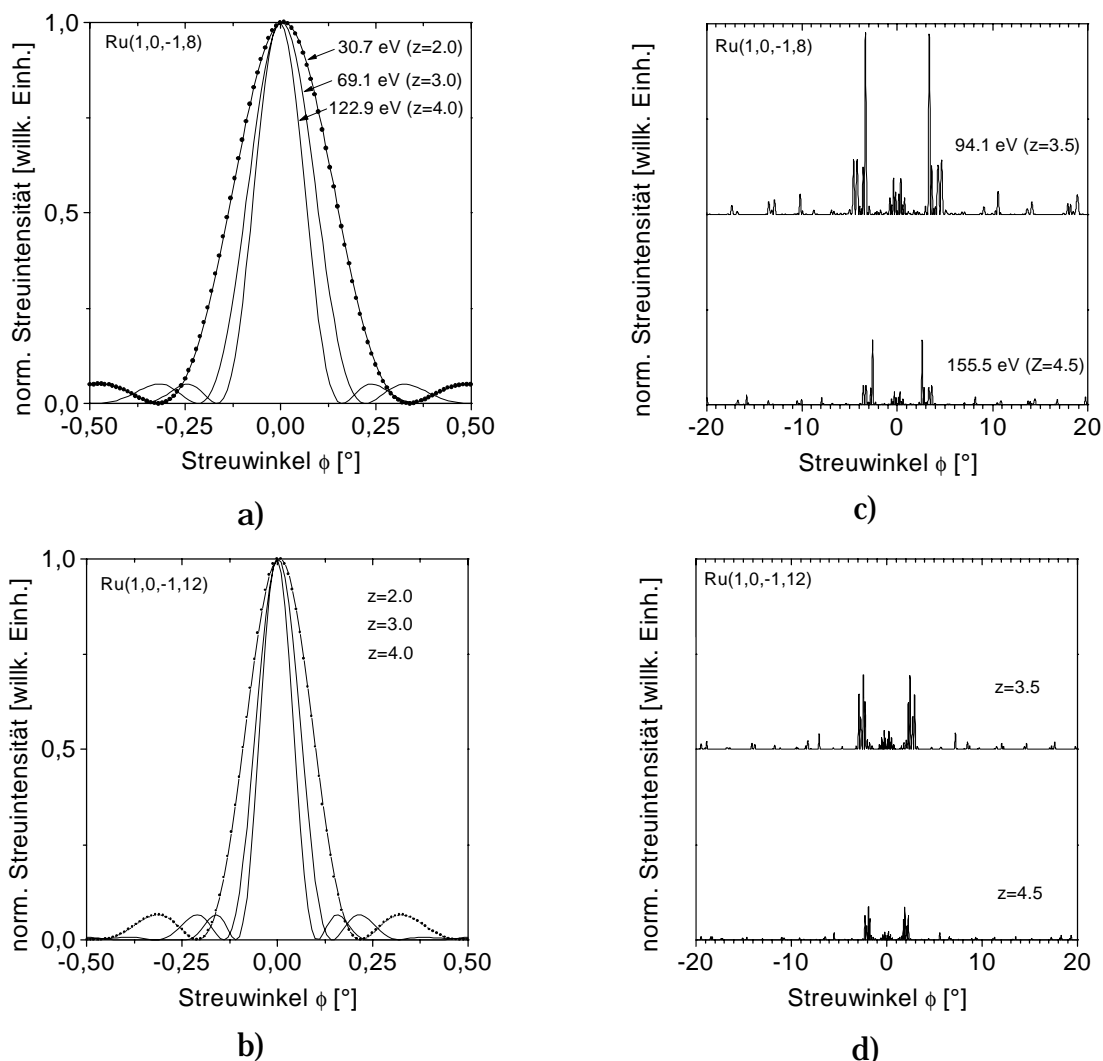 norm. Streuintensität [willk. Einh.]
1,0
0,5
0,0
Ru(1,0,-1,8)
30.7 eV (z=2.0)
69.1 eV (z=3.0)
122.9 eV (z=4.0)
-0,50 -0,25 0,00 0,25 0,50
Streuwinkel ϕ [°]
a)
norm. Streuintensität [willk. Einh.]
Ru(1,0,-1,8)
94.1 eV (z=3.5)
155.5 eV (Z=4.5)
-20 -10 0 10 20
Streuwinkel ϕ [°]
c)
norm. Streuintensität [willk. Einh.]
1,0
0,5
0,0
Ru(1,0,-1,12)
z=2.0
z=3.0
z=4.0
-0,50 -0,25 0,00 0,25 0,50
Streuwinkel ϕ [°]
b)
norm. Streuintensität [willk. Einh.]
Ru(1,0,-1,12)
z=3.5
z=4.5
-20 -10 0 10 20
Streuwinkel ϕ [°]
d)